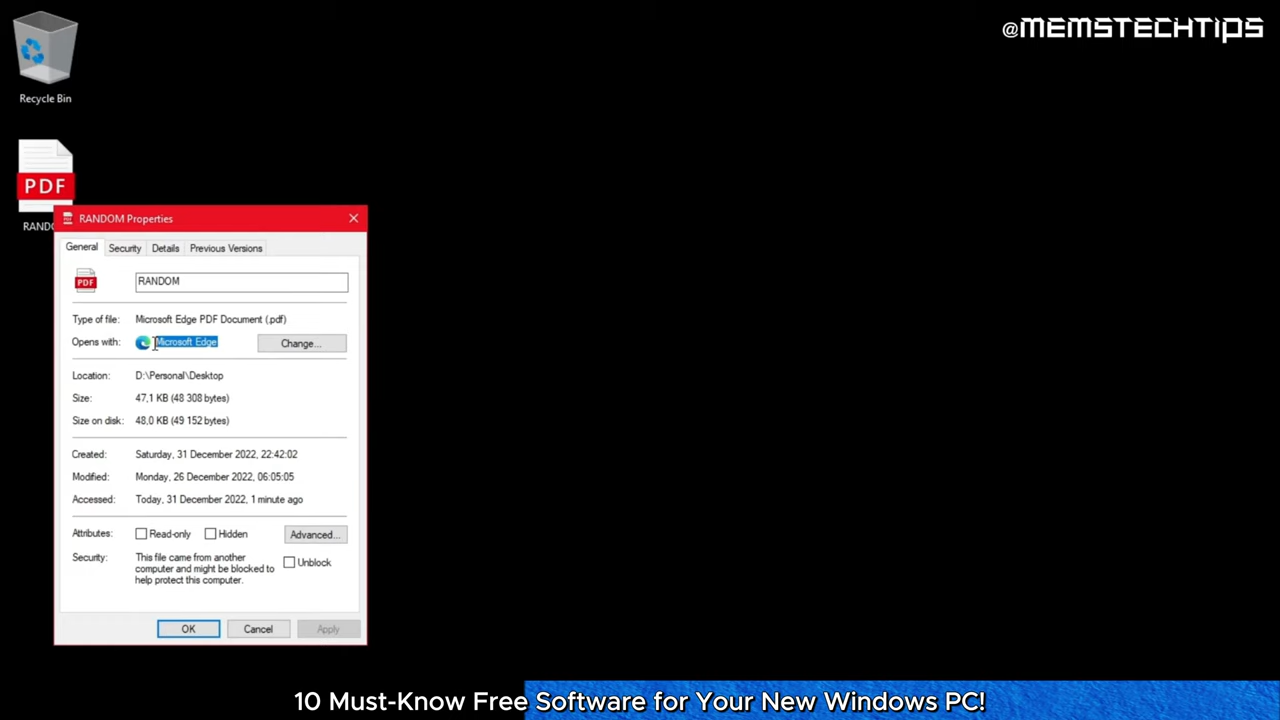 @MEMSTECHTIPS
Recycle Bin
PDF
RANDO
RANDOM Properties
General Security Details Previous Versions
PDF
RANDOM
Type of file: Microsoft Edge PDF Document (.pdf)
Opens with: Microsoft Edge Change...
Location: D:\Personal\Desktop
Size: 47,1 KB (48 308 bytes)
Size on disk: 48,0 KB (49 152 bytes)
Created: Saturday, 31 December 2022, 22:42:02
Modified: Monday, 26 December 2022, 06:05:05
Accessed: Today, 31 December 2022, 1 minute ago
Attributes: Read-only Hidden Advanced...
Security: This file came from another
computer and might be blocked to
help protect this computer.
Unblock
OK Cancel Apply
10 Must-Know Free Software for Your New Windows PC!